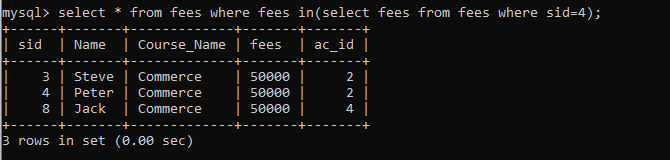 mysql> select * from fees where fees in(select fees from fees where sid=4);
+------+-------+-------------+-------+-------+
| sid  | Name  | Course_Name | fees  | ac_id |
+------+-------+-------------+-------+-------+
|    3 | Steve | Commerce    | 50000 |     2 |
|    4 | Peter | Commerce    | 50000 |     2 |
|    8 | Jack  | Commerce    | 50000 |     4 |
+------+-------+-------------+-------+-------+
3 rows in set (0.00 sec)